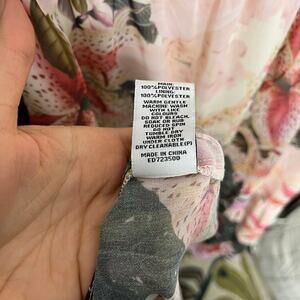 MAIN:
100%POLYESTER
LINING:
100%POLYESTER
WARM GENTLE
MACHINE WASH
WITH LIKE
COLOURS
DO NOT BLEACH,
SOAK OR RUB
REDUCED SPIN
DO NOT
TUMBLE DRY
WARM IRON
UNDER CLOTH
DRY CLEANABLE(P)
MADE IN CHINA
ED723500